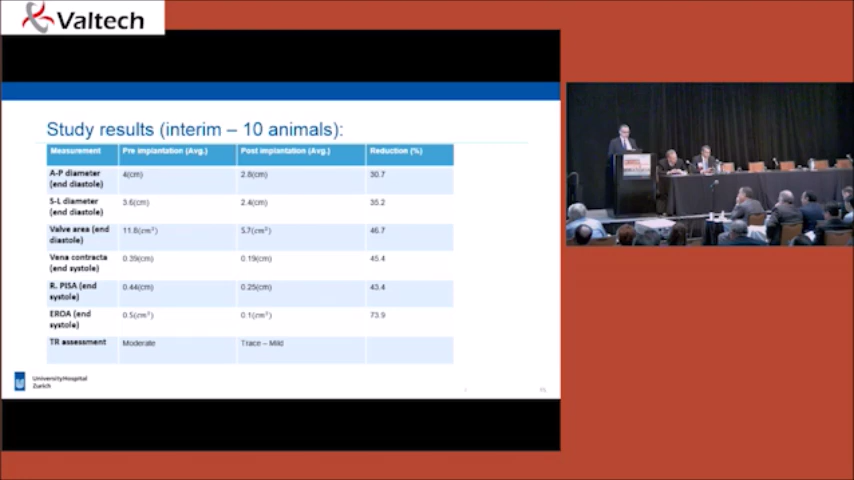 Valtech
Study results (interim – 10 animals):
Measurement Pre implantation (Avg.) Post implantation (Avg.) Reduction (%)
A-P diameter (end diastole) 4(cm) 2.8(cm) 30.7
S-L diameter (end diastole) 3.6(cm) 2.4(cm) 35.2
Valve area (end diastole) 11.8(cm²) 5.7(cm²) 46.7
Vena contracta (end systole) 0.39(cm) 0.19(cm) 45.4
R. PISA (end systole) 0.44(cm) 0.25(cm) 43.4
EROA (end systole) 0.5(cm²) 0.1(cm²) 73.9
TR assessment Moderate Trace – Mild
UniversityHospital
Zurich